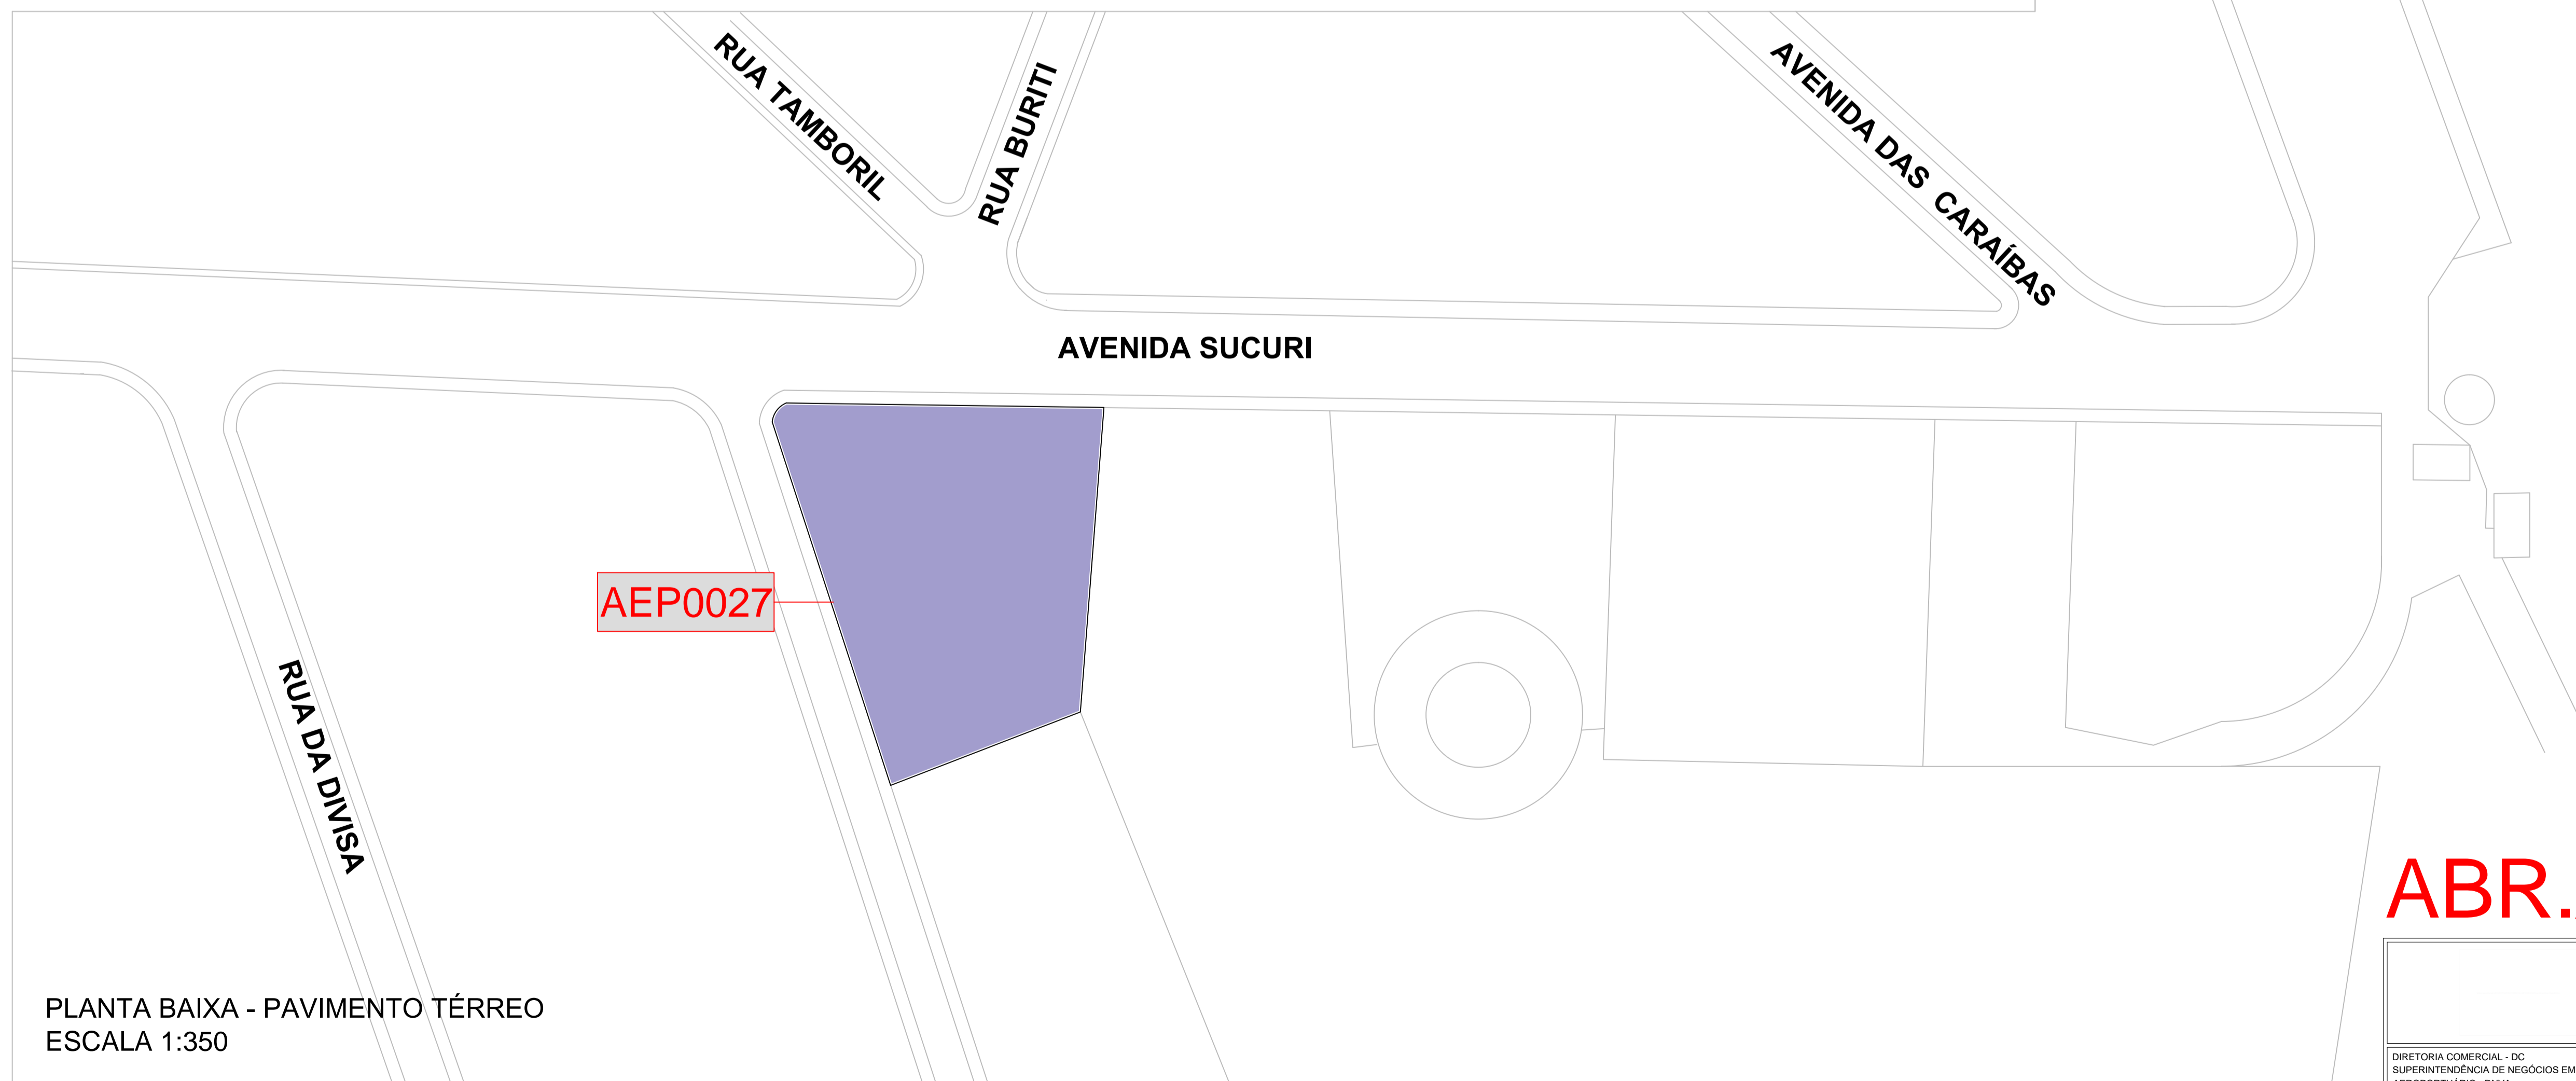 RUA TAMBORIL
RUA BURITI
AVENIDA DAS CARAÍBAS
AVENIDA SUCURI
AEP0027
RUA DA DIVISA
ABR.
PLANTA BAIXA - PAVIMENTO TÉRREO
ESCALA 1:350
DIRETORIA COMERCIAL - DC
SUPERINTENDÊNCIA DE NEGÓCIOS EM